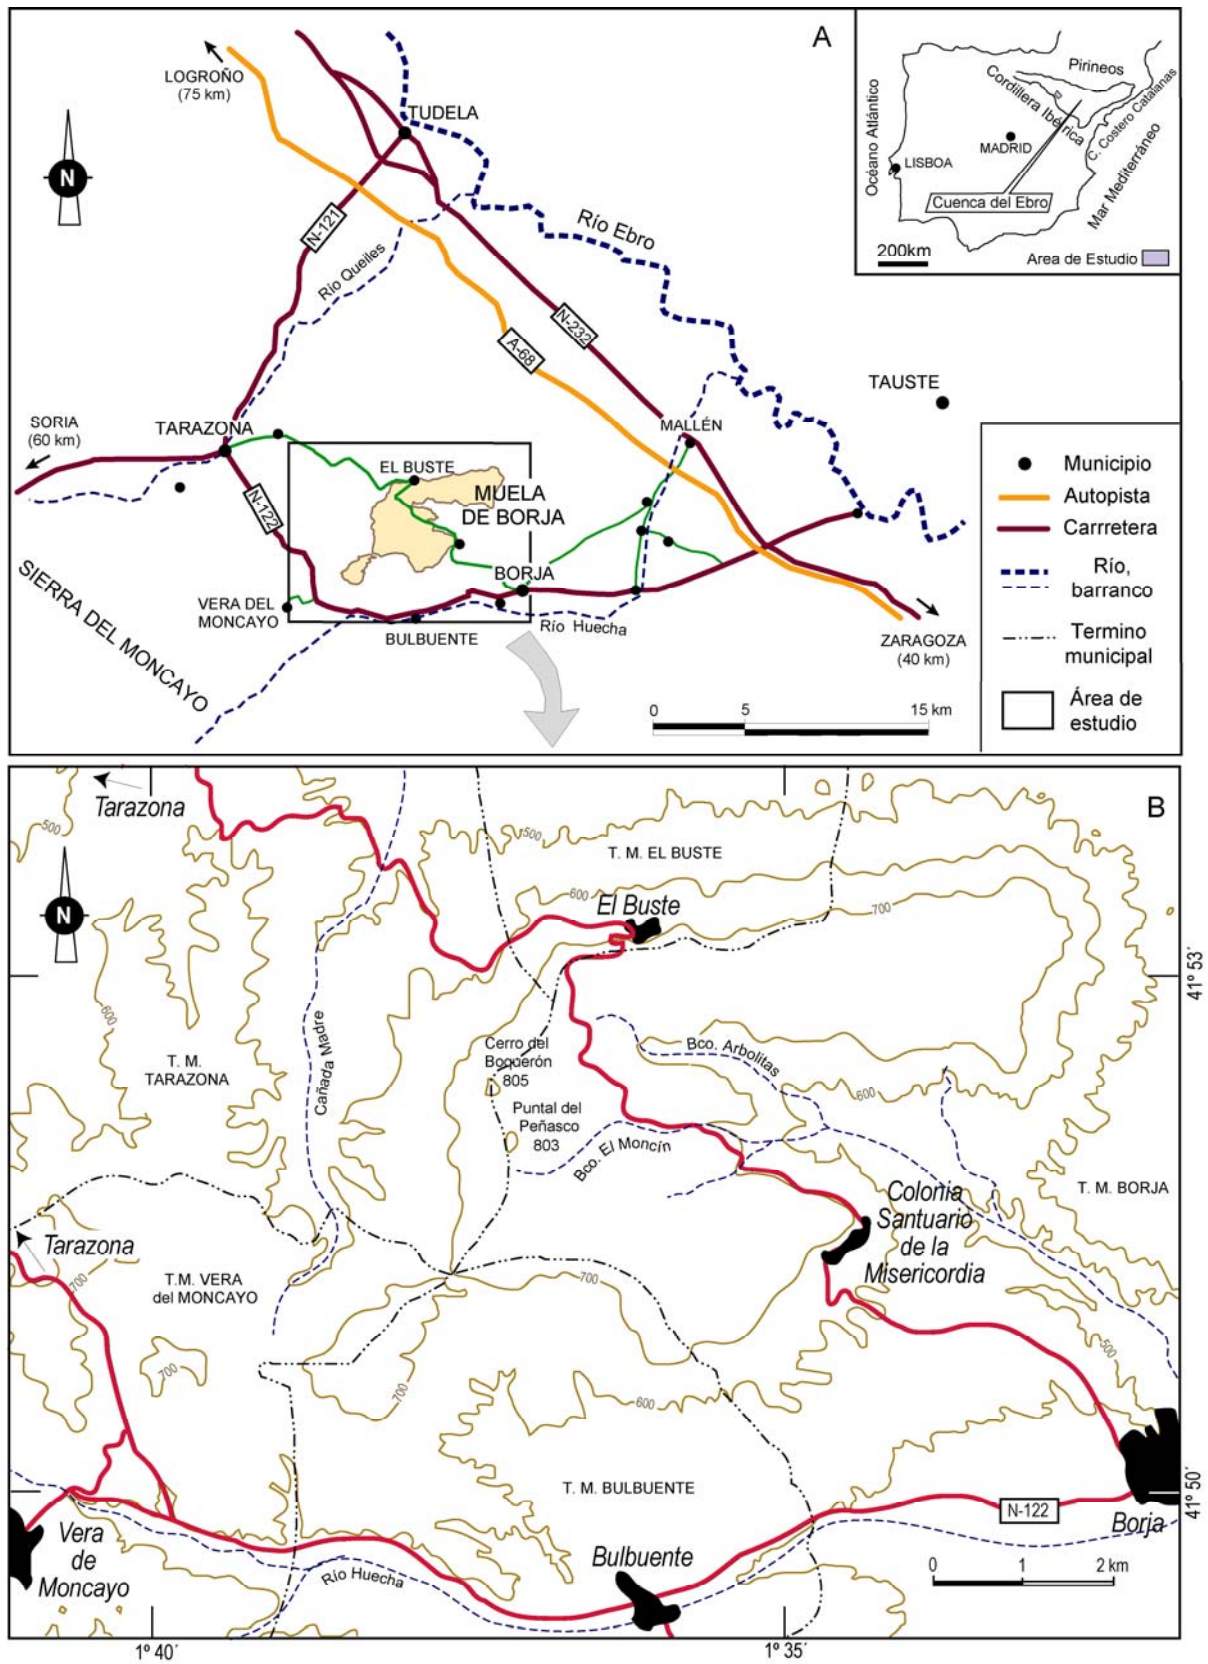 A
LOGROÑO
(75 km)
TUDELA
N
N-121
Río Queiles
Río Ebro
N-232
A-68
Océano Atlántico
Pirineos
Cordillera Ibérica
C. Costero Catalanas
Mar Mediterráneo
MADRID
LISBOA
Cuenca del Ebro
200km
Area de Estudio
TAUSTE
SORIA
(60 km)
TARAZONA
MALLÉN
EL BUSTE
MUELA
DE BORJA
N-122
BORJA
VERA DEL
MONCAYO
BULBUENTE
Río Huecha
SIERRA DEL MONCAYO
ZARAGOZA
(40 km)
0 5 15 km
Municipio
Autopista
Carrretera
Río,
barranco
Termino
municipal
Área de
estudio
B
Tarazona
500
500
T. M. EL BUSTE
600
El Buste
700
N
41º 53´
600
Cañada Madre
T. M.
TARAZONA
Cerro del
Boquerón
805
Bco. Arbolitas
600
Puntal del
Peñasco
803
Bco. El Moncín
T. M. BORJA
Colonia
Santuario
de la
Misericordia
Tarazona
700
T.M. VERA
del MONCAYO
700
700
700
600
500
T. M. BULBUENTE
N-122
Borja
41º 50´
Vera
de
Moncayo
Río Huecha
Bulbuente
0 1 2 km
1º 40´
1º 35´